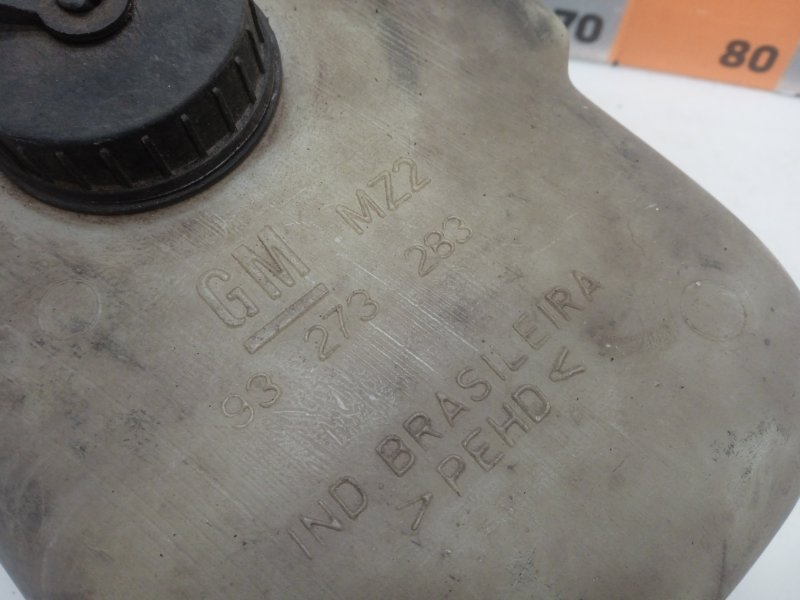 70
80
GM MZ2
93 273 283
IND BRASILEIRA
>PEHD<